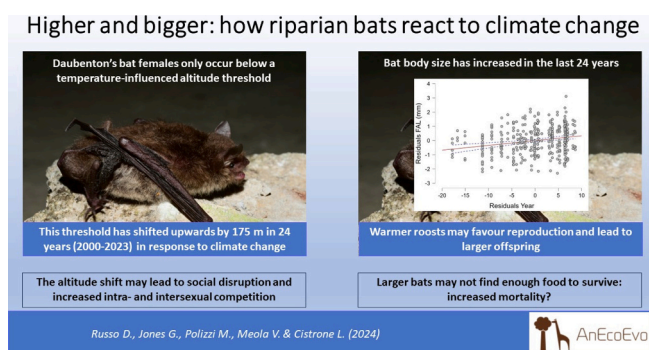 Higher and bigger: how riparian bats react to climate change
Daubenton's bat females only occur below a
temperature-influenced altitude threshold
This threshold has shifted upwards by 175 m in 24
years (2000-2023) in response to climate change
The altitude shift may lead to social disruption and
increased intra- and intersexual competition
Bat body size has increased in the last 24 years
Residuals FAL (mm)
4
3
2
1
0
-1
-2
-3
-20
-15
-10
-5
0
5
10
Residuals Year
Warmer roosts may favour reproduction and lead to
larger offspring
Larger bats may not find enough food to survive:
increased mortality?
Russo D., Jones G., Polizzi M., Meola V. & Cistrone L. (2024)
AnEcoEvo